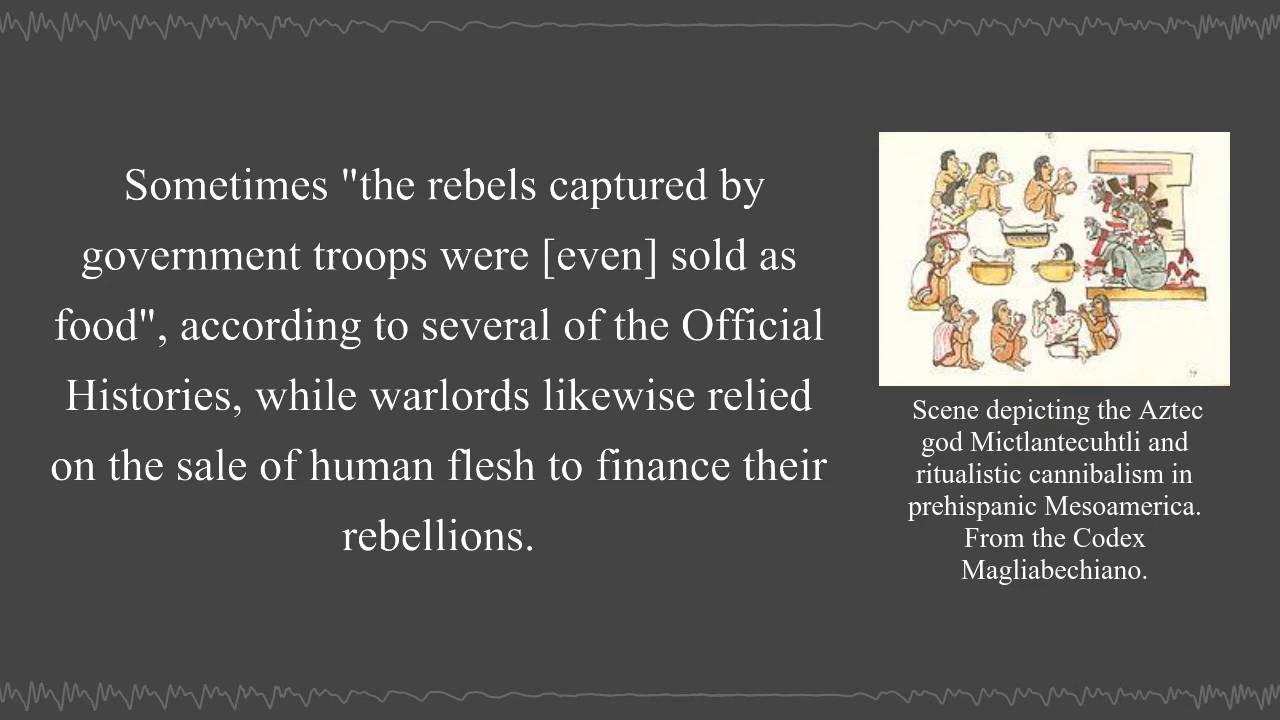 Sometimes "the rebels captured by
government troops were [even] sold as
food", according to several of the Official
Histories, while warlords likewise relied
on the sale of human flesh to finance their
rebellions.
Scene depicting the Aztec
god Mictlantecuhtli and
ritualistic cannibalism in
prehispanic Mesoamerica.
From the Codex
Magliabechiano.